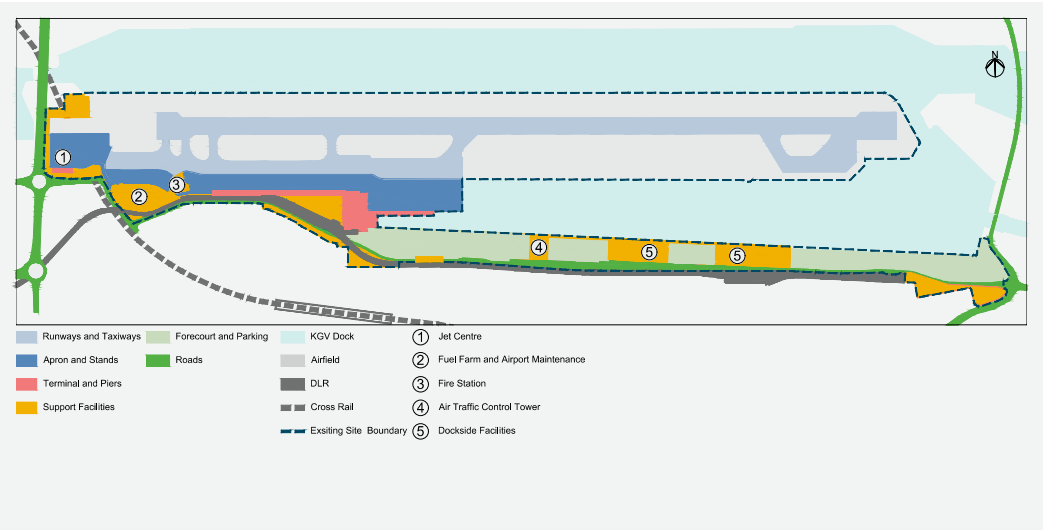 N
1
2
3
4
5
5
Runways and Taxiways
Forecourt and Parking
KGV Dock
1 Jet Centre
Apron and Stands
Roads
Airfield
2 Fuel Farm and Airport Maintenance
Terminal and Piers
DLR
3 Fire Station
Support Facilities
Cross Rail
4 Air Traffic Control Tower
Exsiting Site Boundary
5 Dockside Facilities